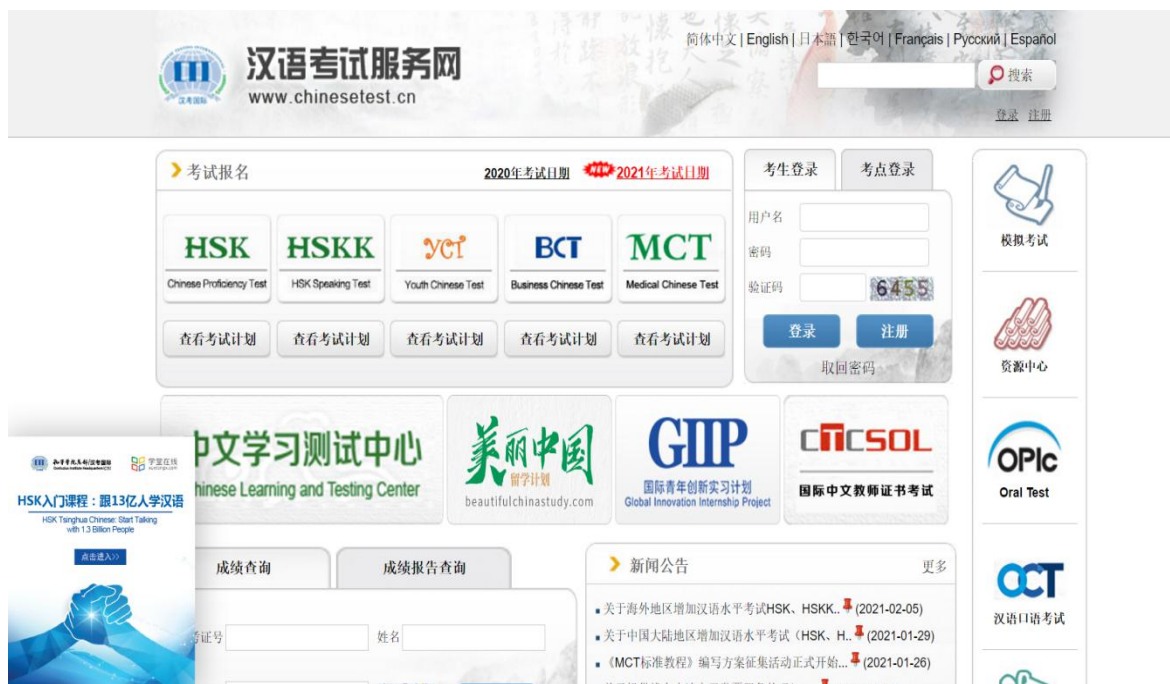 简体中文 | English | 日本語 | 한국어 | Français | Русский | Español
汉语考试服务网
www.chinesetest.cn
汉考国际
搜索
登录 注册
考试报名
2020年考试日期
2021年考试日期
HSK
Chinese Proficiency Test
HSKK
HSK Speaking Test
YCT
Youth Chinese Test
BCT
Business Chinese Test
MCT
Medical Chinese Test
查看考试计划
查看考试计划
查看考试计划
查看考试计划
查看考试计划
考生登录
考点登录
用户名
密码
验证码
6455
登录
注册
取回密码
模拟考试
资源中心
OPIc
Oral Test
OCT
汉语口语考试
中文学习测试中心
hinese Learning and Testing Center
美丽中国
留学计划
beautifulchinastudy.com
GIIP
国际青年创新实习计划
Global Innovation Internship Project
CTCSOL
国际中文教师证书考试
学堂在线
HSK入门课程：跟13亿人学汉语
HSK Tsinghua Chinese: Start Talking
with 1.3 Billion People
点击进入>>
成绩查询
成绩报告查询
考证号
姓名
新闻公告
更多
关于海外地区增加汉语水平考试HSK、HSKK.. (2021-02-05)
关于中国大陆地区增加汉语水平考试（HSK、H.. (2021-01-29)
《MCT标准教程》编写方案征集活动正式开始... (2021-01-26)